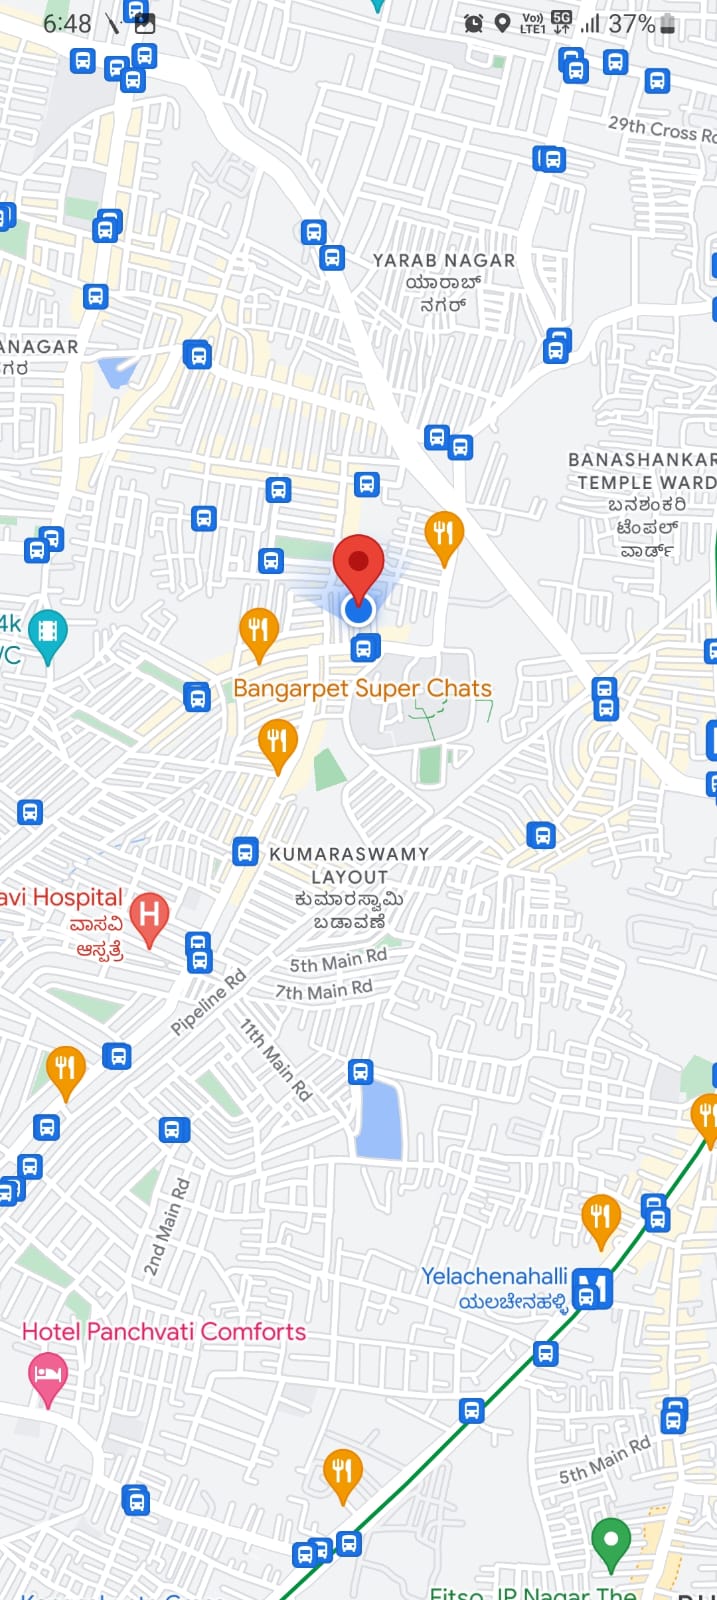 6:48
Vo)) 5G 37%
LTE1
29th Cross Ro
YARAB NAGAR
ಯಾರಾಬ್
ನಗರ್
ANAGAR
ಗರ
BANASHANKAR
TEMPLE WARD
ಬನಶಂಕರಿ
ಟೆಂಪಲ್
ವಾರ್ಡ್
4k
/C
Bangarpet Super Chats
KUMARASWAMY
LAYOUT
ಕುಮಾರಸ್ವಾಮಿ
ಬಡಾವಣೆ
avi Hospital
ವಾಸವಿ
ಆಸ್ಪತ್ರೆ
H
5th Main Rd
7th Main Rd
Pipeline Rd
11th Main Rd
2nd Main Rd
Yelachenahalli
ಯಲಚೇನಹಳ್ಳಿ
M
Hotel Panchvati Comforts
5th Main Rd
Fitso JP Nagar The